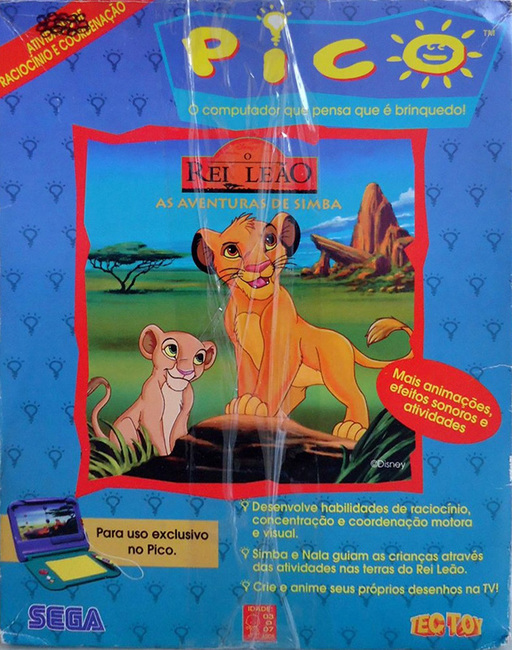 ATIVIDADE
RACIOCÍNIO E COORDENAÇÃO
PiCO™
O computador que pensa que é brinquedo!
O
REI LEÃO
AS AVENTURAS DE SIMBA
Mais animações,
efeitos sonoros e
atividades
©Disney
Desenvolve habilidades de raciocínio,
concentração e coordenação motora
e visual.
Para uso exclusivo
no Pico.
Simba e Nala guiam as crianças através
das atividades nas terras do Rei Leão.
Crie e anime seus próprios desenhos na TV!
SEGA
IDADE
03
a
07
TEC TOY